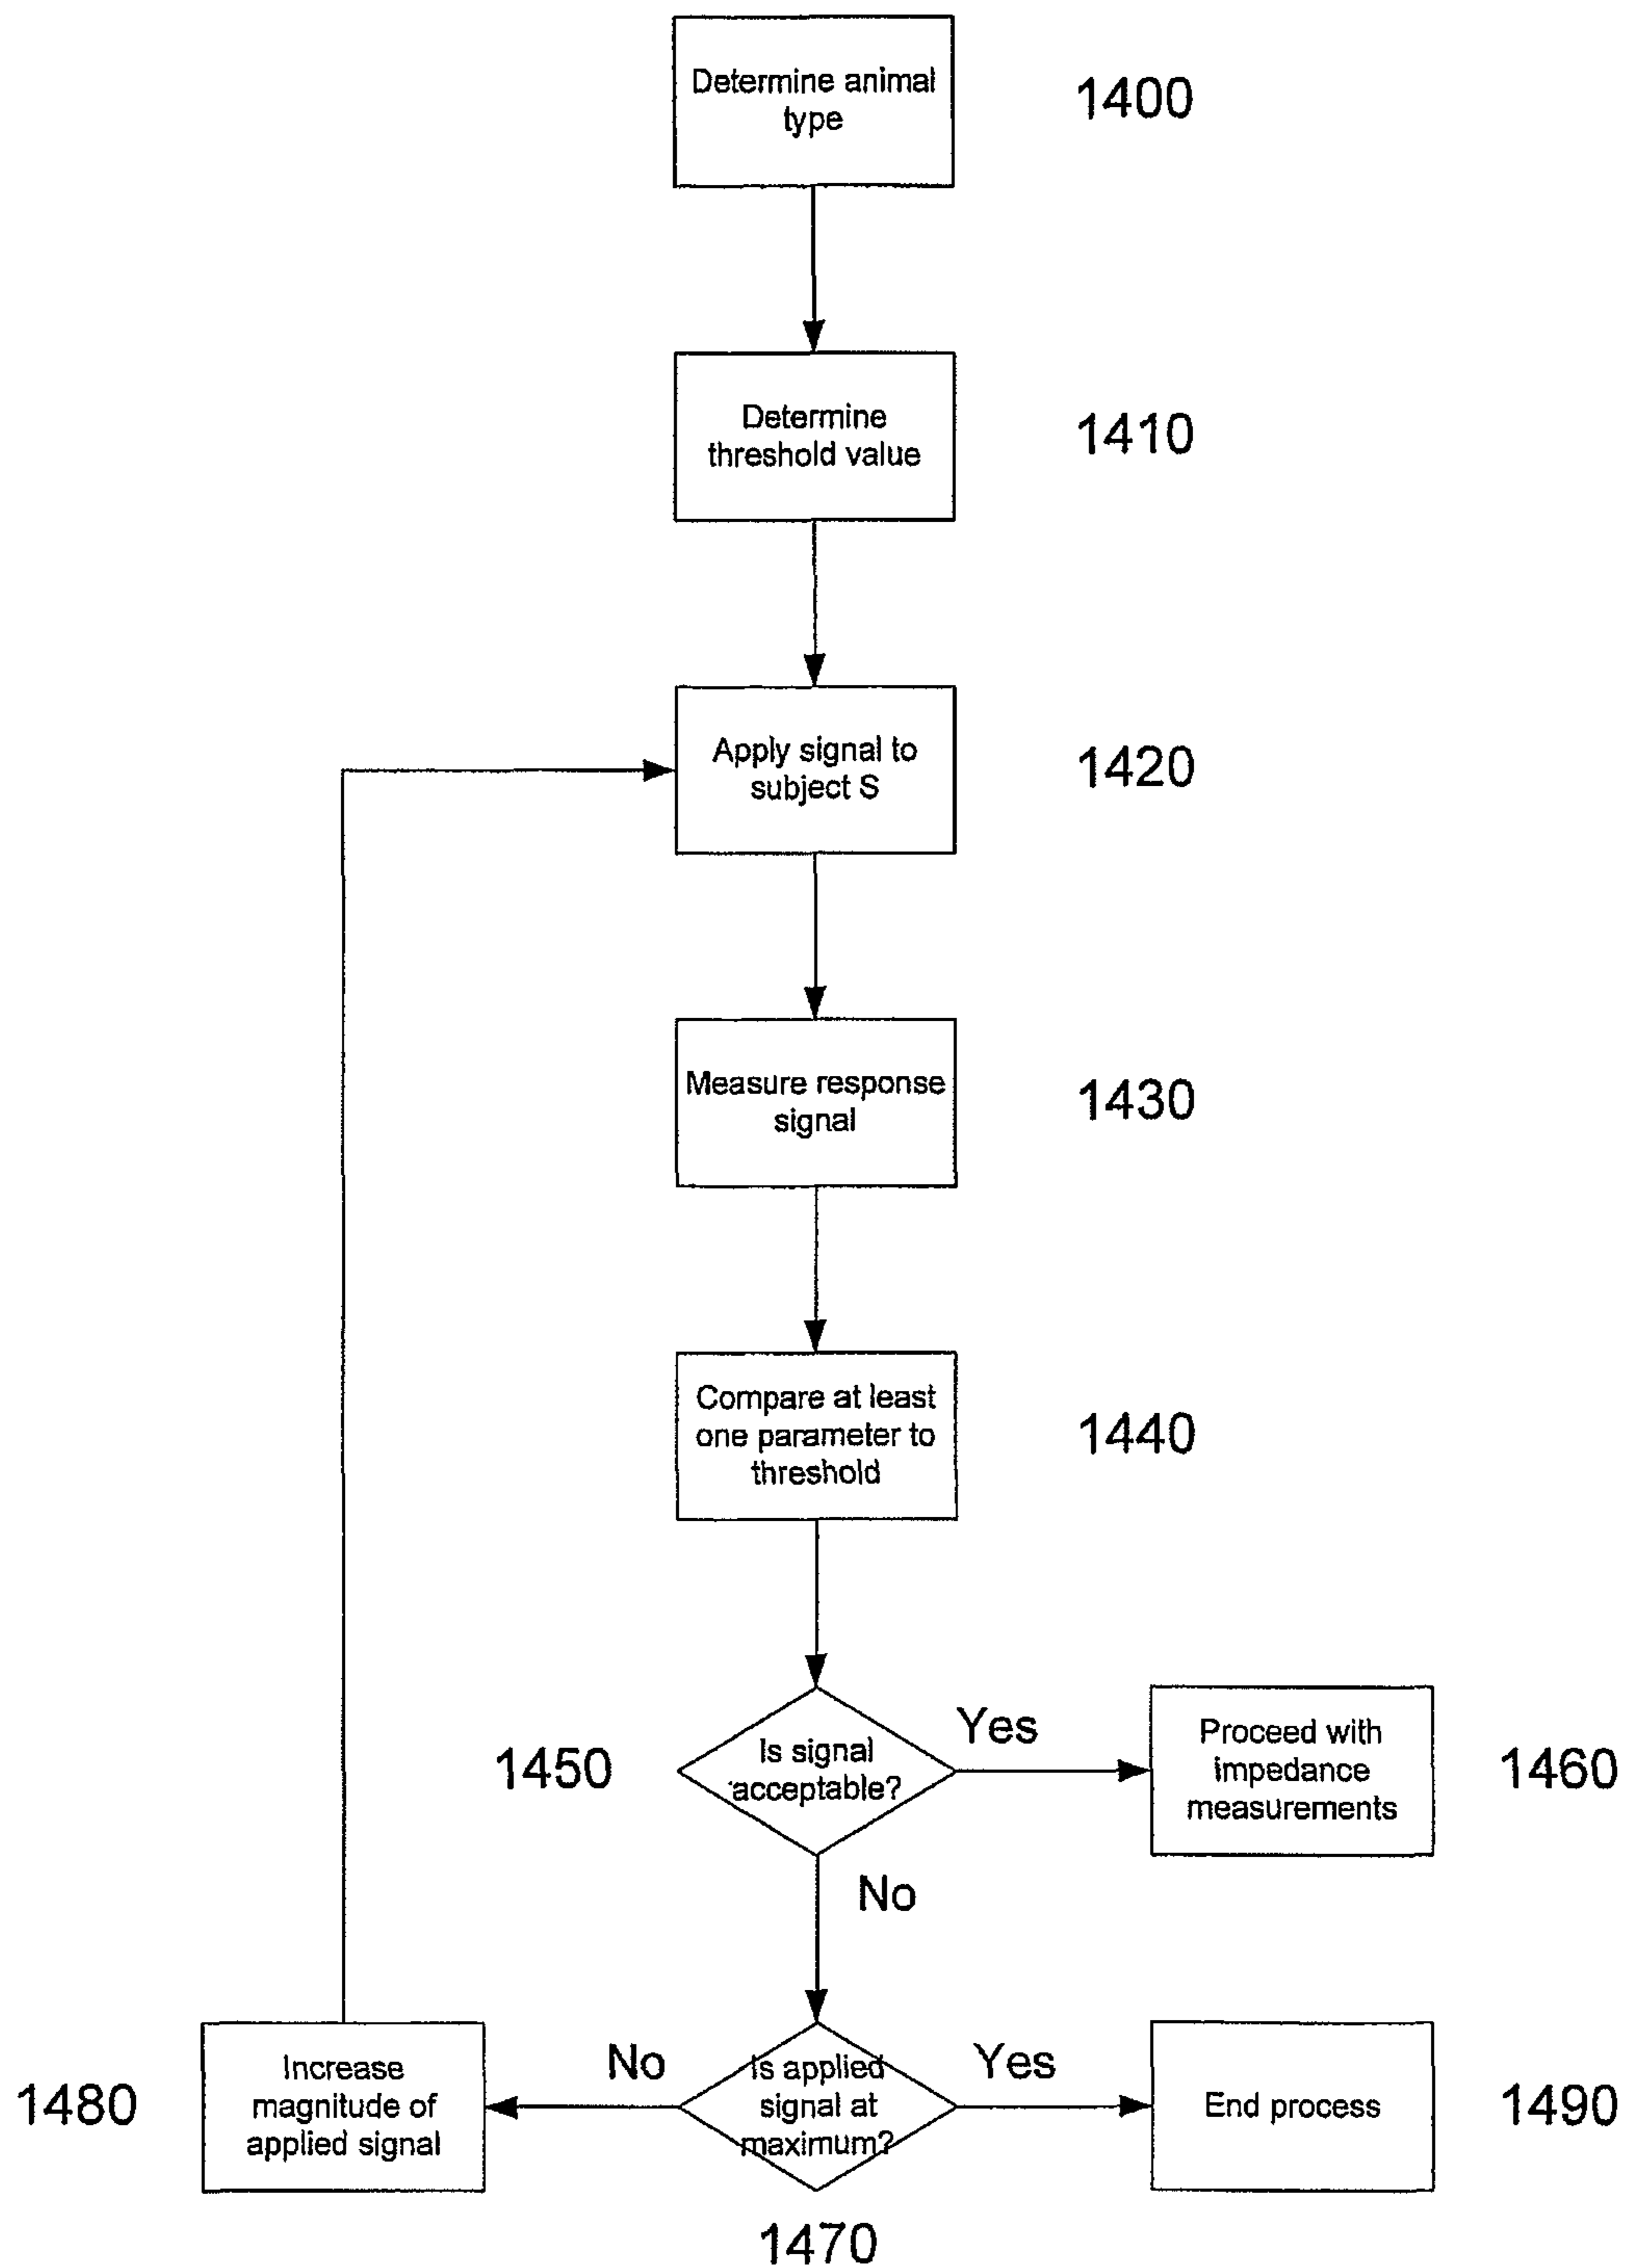 Determine animal
type
1400
Determine
threshold value
1410
Apply signal to
subject S
1420
Measure response
signal
1430
Compare at least
one parameter to
threshold
1440
1450
Is signal
acceptable?
Yes
Proceed with
impedance
measurements
1460
No
1480
Increase
magnitude of
applied signal
No
Is applied
signal at
maximum?
Yes
End process
1490
1470